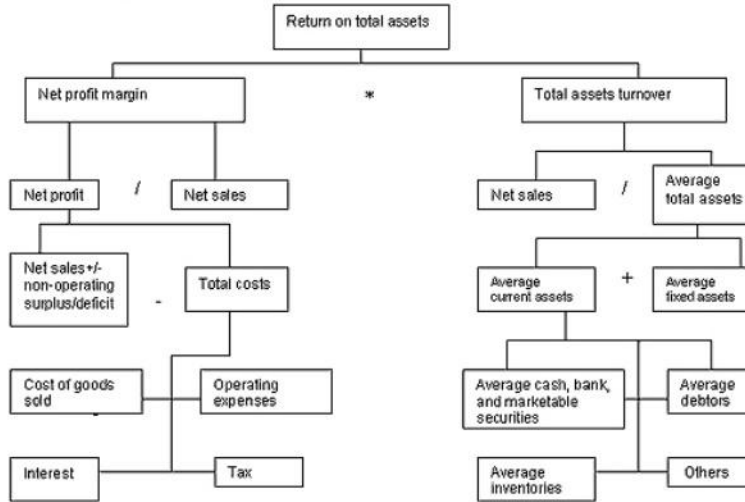 Return on total assets
Net profit margin
*
Total assets turnover
Net profit
/
Net sales
Net sales
/
Average
total assets
Net sales+/-
non-operating
surplus/deficit
-
Total costs
Average
current assets
+
Average
fixed assets
Cost of goods
sold
Operating
expenses
Average cash, bank,
and marketable
securities
Average
debtors
Interest
Tax
Average
inventories
Others